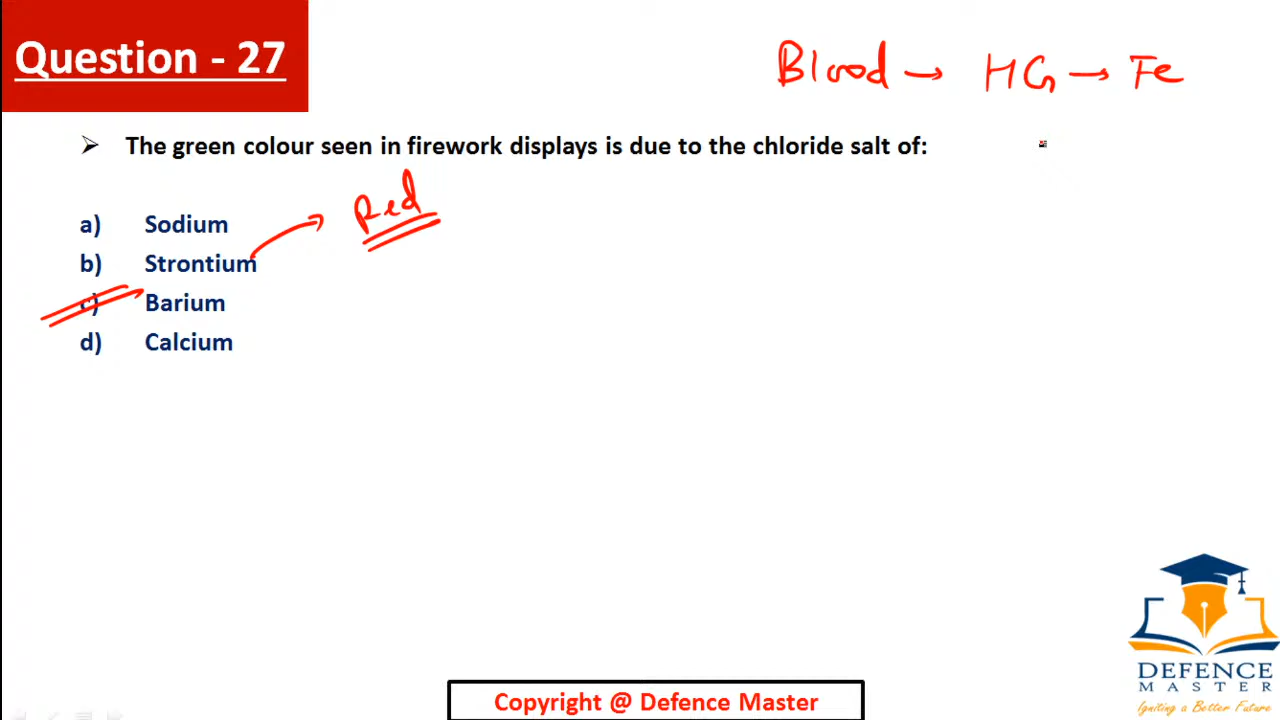 Question - 27
Blood → HG → Fe
➢ The green colour seen in firework displays is due to the chloride salt of:
Red
a) Sodium
b) Strontium
c) Barium
d) Calcium
DEFENCE
MASTER
Igniting a Better Future
Copyright @ Defence Master